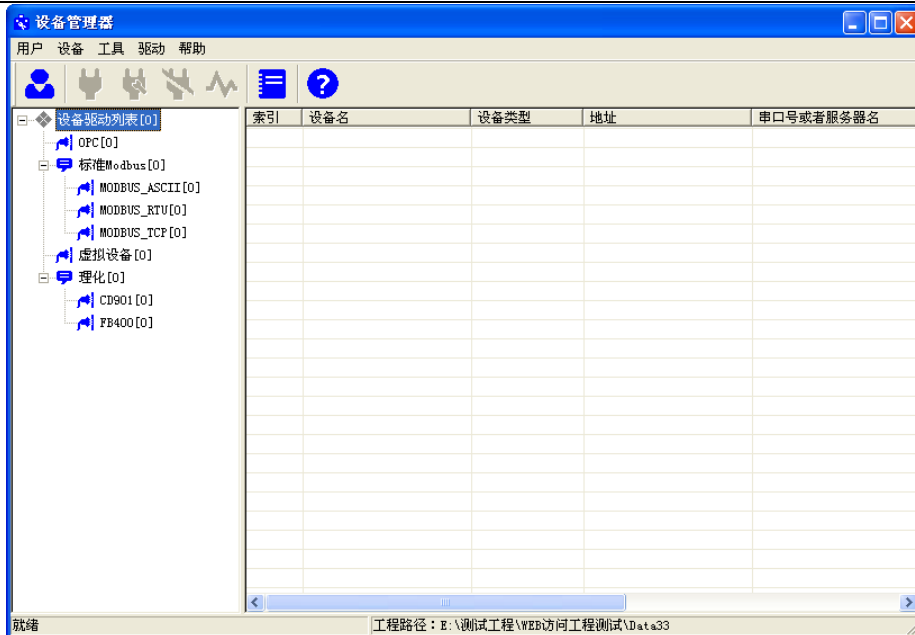 设备管理器
用户 设备 工具 驱动 帮助
设备驱动列表[0]
OPC[0]
标准Modbus[0]
MODBUS_ASCII[0]
MODBUS_RTU[0]
MODBUS_TCP[0]
虚拟设备[0]
理化[0]
CD901[0]
FB400[0]
索引 设备名 设备类型 地址 串口号或者服务器名
就绪 工程路径：E:\测试工程\WEB访问工程测试\Data33